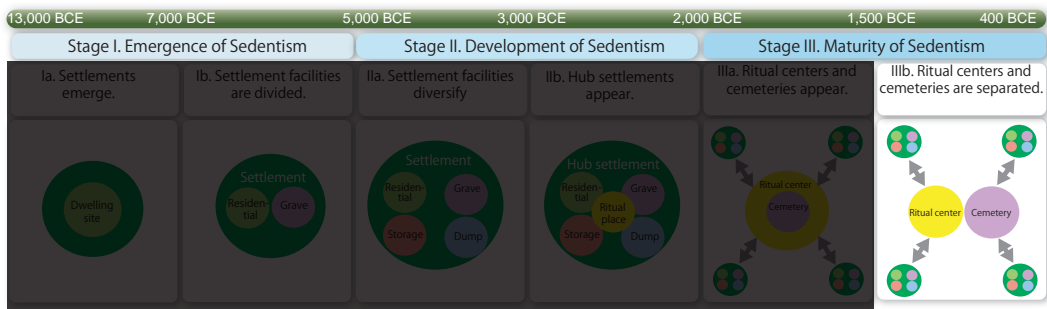 13,000 BCE 7,000 BCE 5,000 BCE 3,000 BCE 2,000 BCE 1,500 BCE 400 BCE
Stage I. Emergence of Sedentism Stage II. Development of Sedentism Stage III. Maturity of Sedentism
Ia. Settlements
emerge.
Ib. Settlement facilities
are divided.
IIa. Settlement facilities
diversify
IIb. Hub settlements
appear.
IIIa. Ritual centers and
cemeteries appear.
IIIb. Ritual centers and
cemeteries are separated.
Dwelling
site
Settlement
Residen-
tial
Grave
Settlement
Residen-
tial
Grave
Storage
Dump
Hub settlement
Residen-
tial
Grave
Ritual
place
Storage
Dump
Ritual center
Cemetery
Ritual center
Cemetery